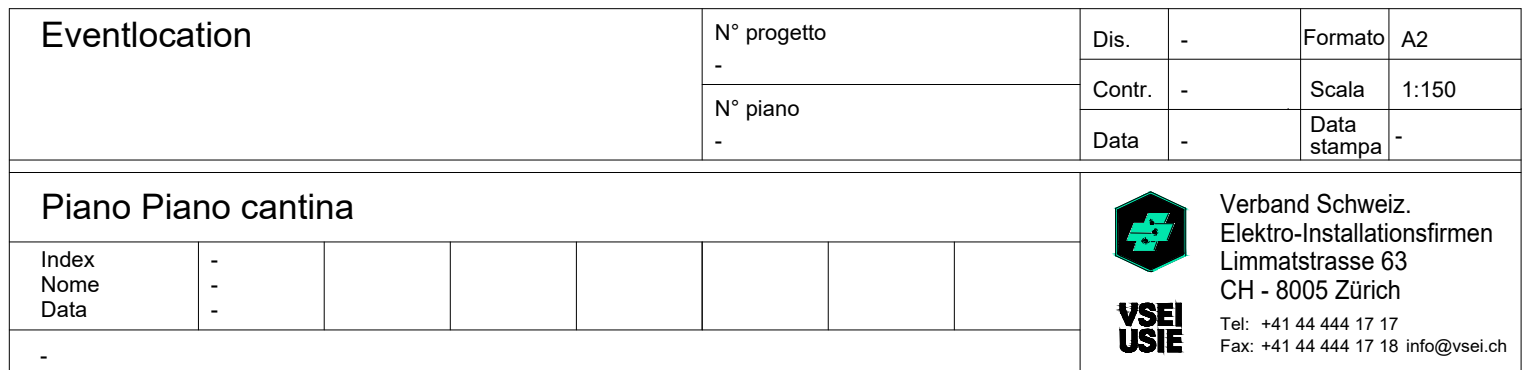 Eventlocation
N° progetto
-
N° piano
-
Dis. - Formato A2
Contr. - Scala 1:150
Data - Data stampa -
Piano Piano cantina
Index -
Nome -
Data -
-
Verband Schweiz.
Elektro-Installationsfirmen
Limmatstrasse 63
CH - 8005 Zürich
VSEI
USIE
Tel: +41 44 444 17 17
Fax: +41 44 444 17 18 info@vsei.ch